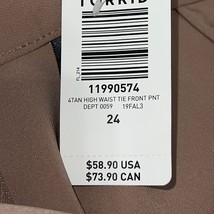 TORRID
11990574
4TAN HIGH WAIST TIE FRONT PNT
DEPT 0059 19FAL3
24
$58.90 USA
$73.90 CAN